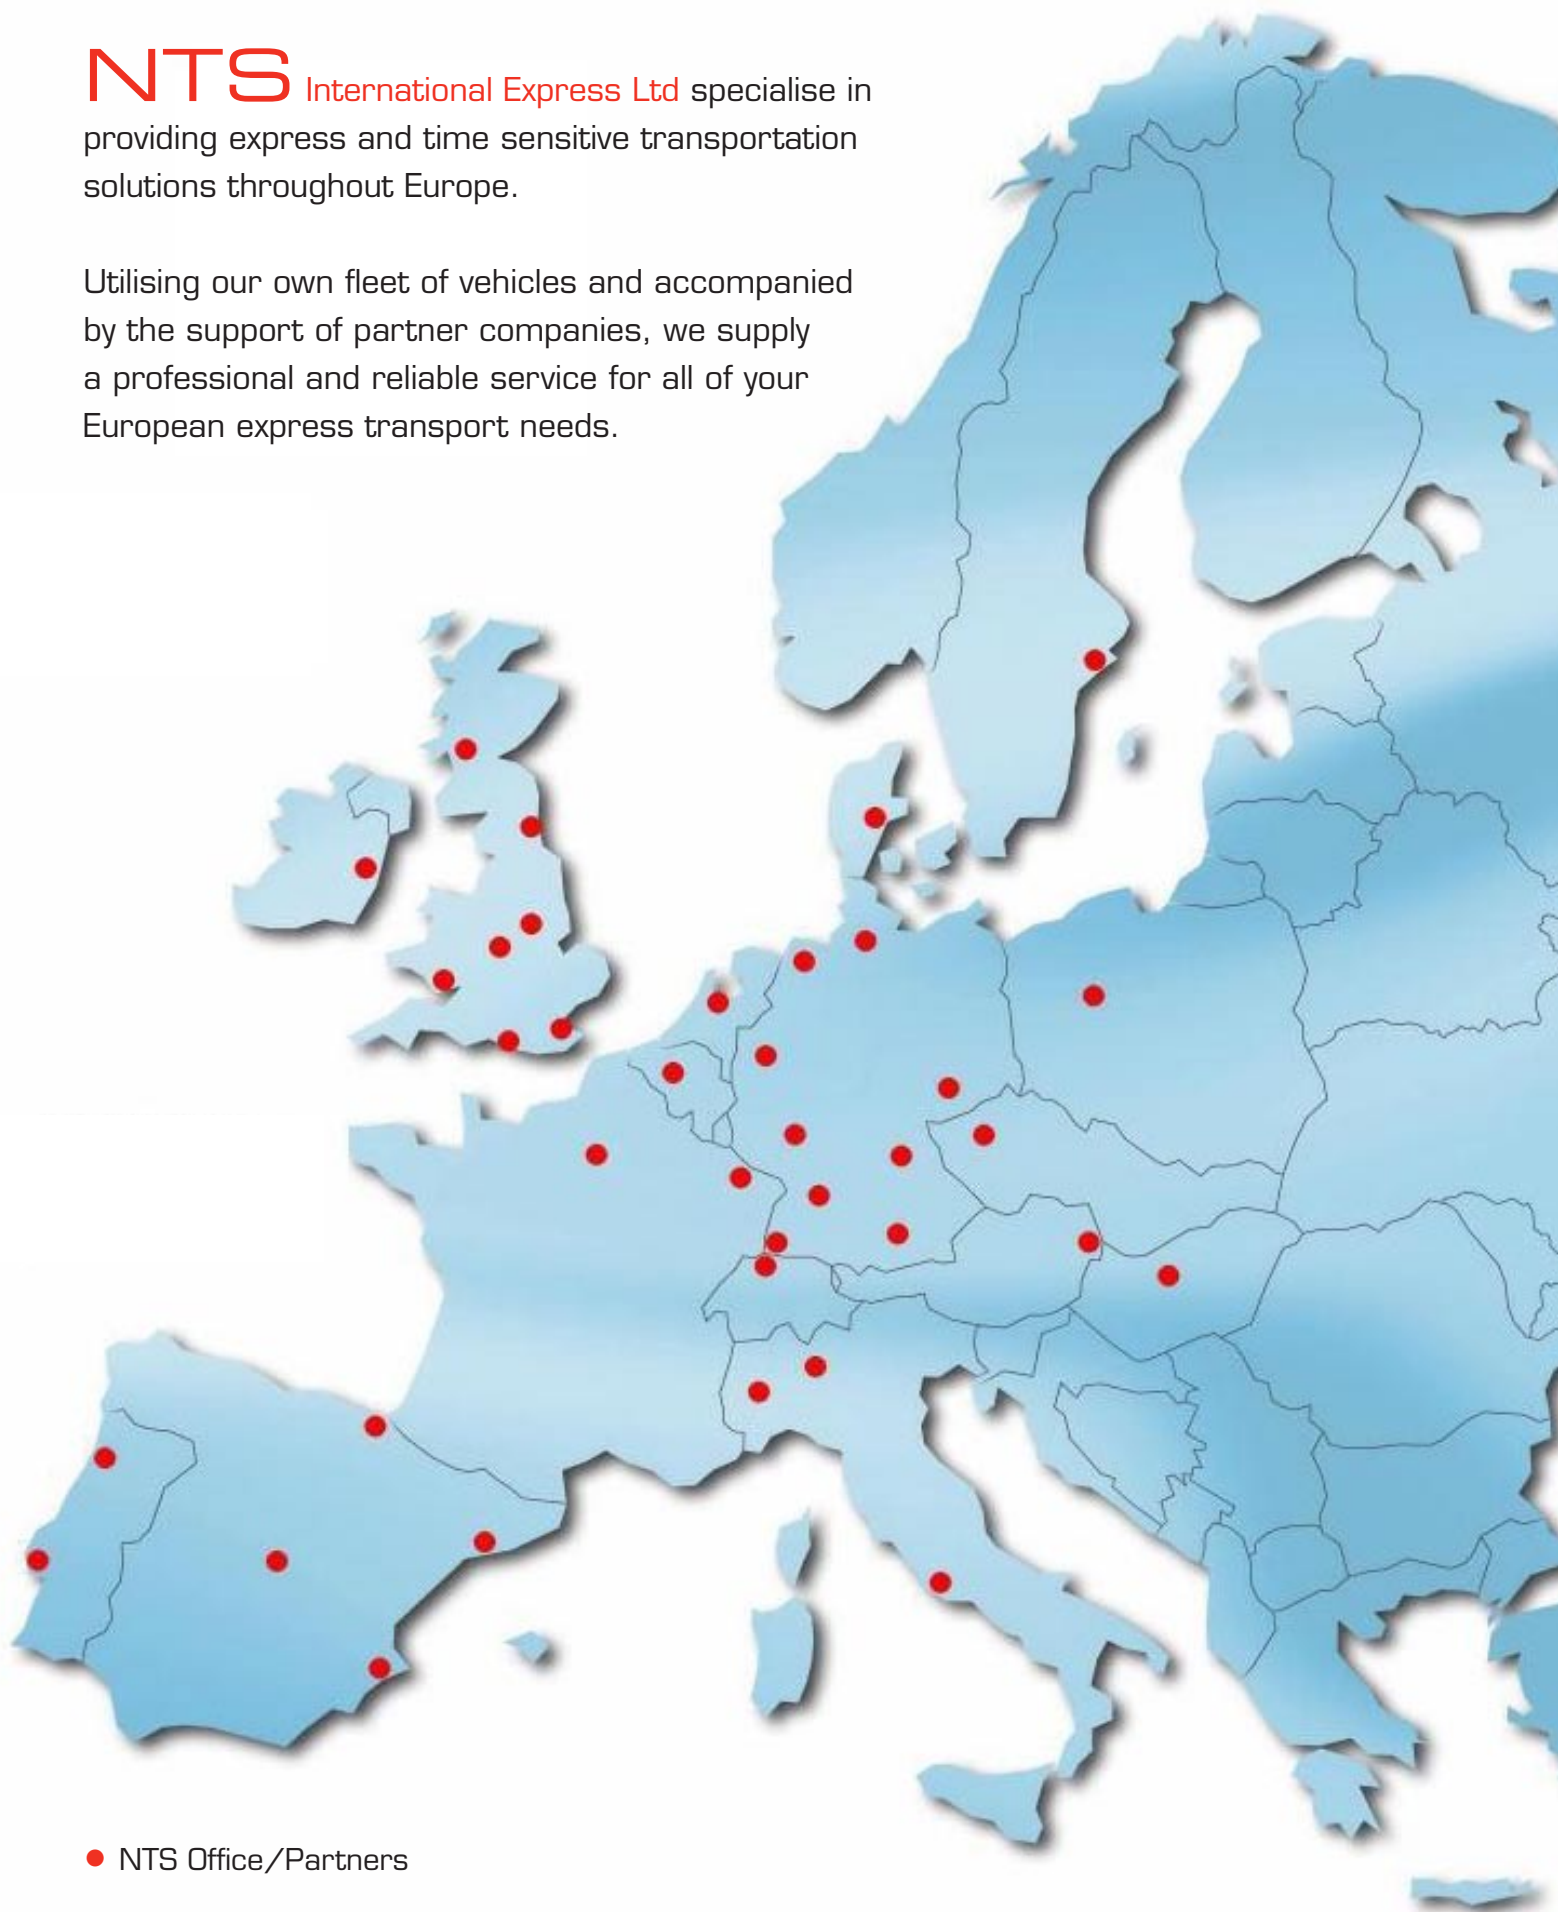 NTS International Express Ltd specialise in
providing express and time sensitive transportation
solutions throughout Europe.
Utilising our own fleet of vehicles and accompanied
by the support of partner companies, we supply
a professional and reliable service for all of your
European express transport needs.
NTS Office/Partners